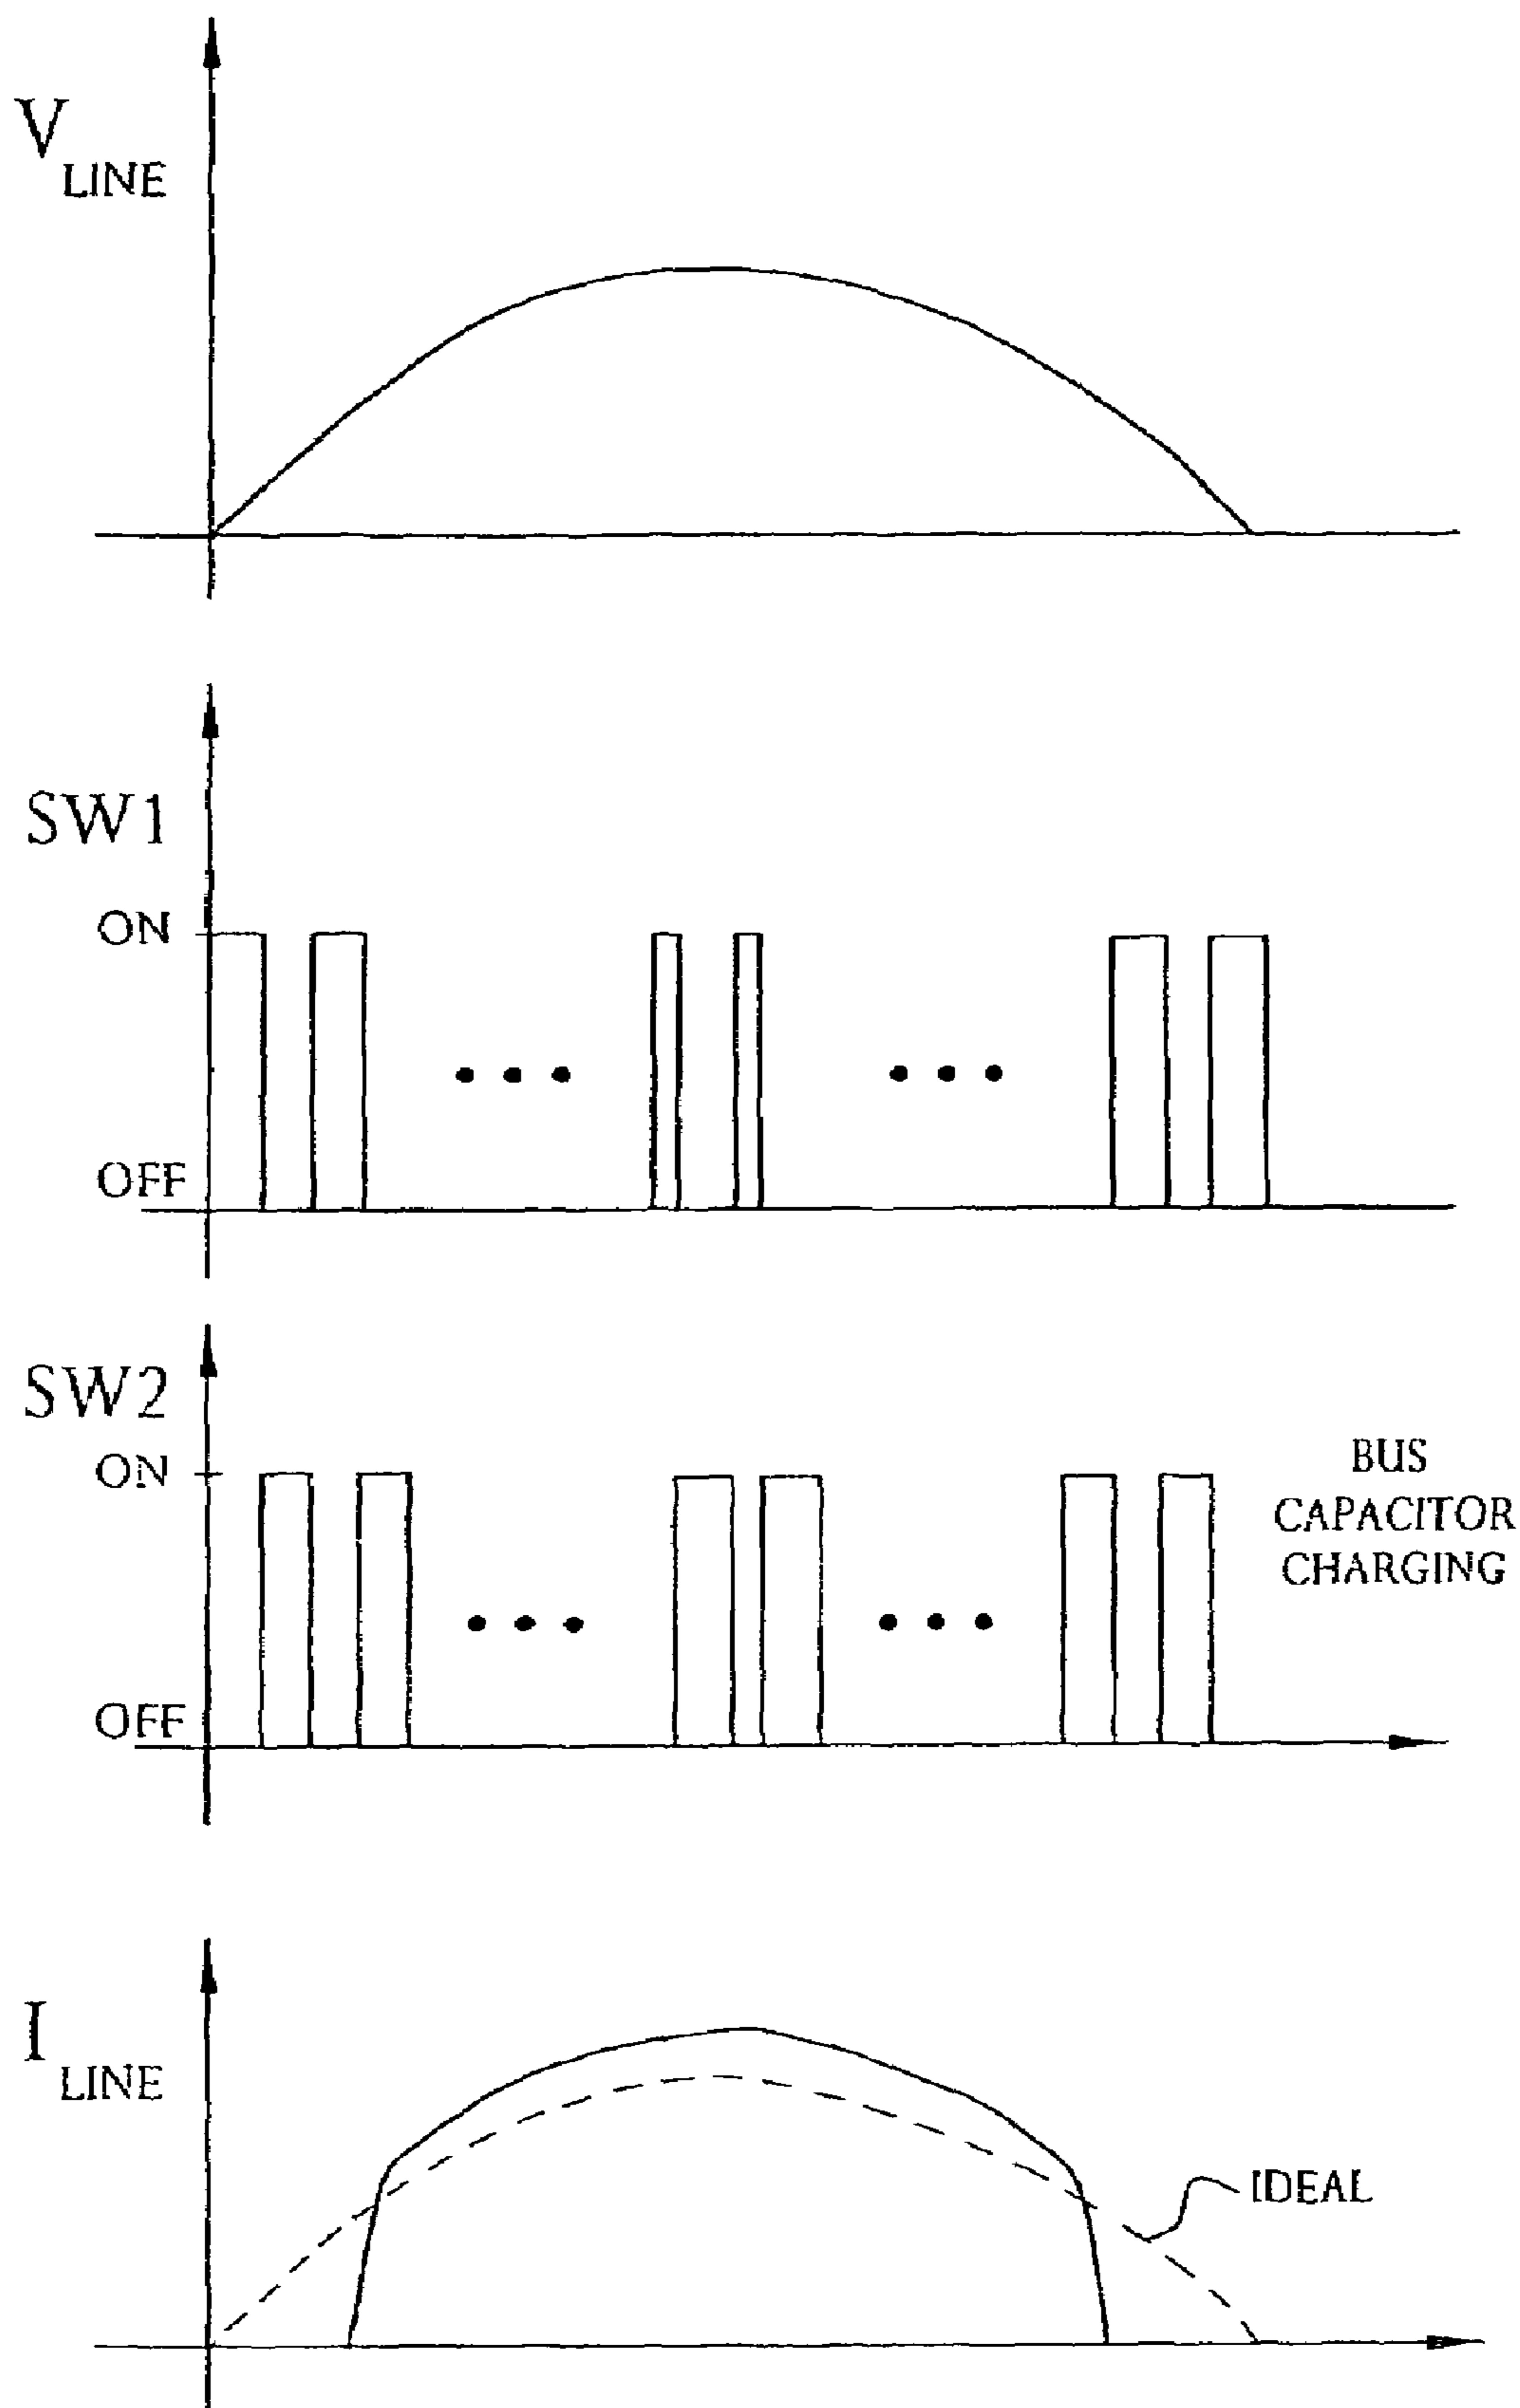 V LINE
SW1
ON
OFF
SW2
ON
BUS
CAPACITOR
CHARGING
OFF
I LINE
IDEAL